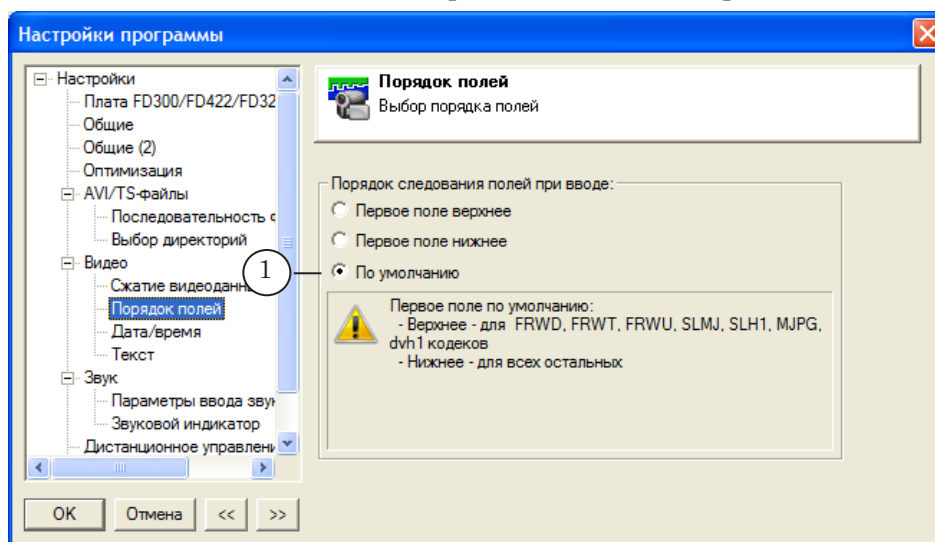 Настройки программы
Настройки
Плата FD300/FD422/FD32
Общие
Общие (2)
Оптимизация
AVI/TS-файлы
Последовательность
Выбор директорий
Видео
Сжатие видеоданн
Порядок полей
Дата/время
Текст
Звук
Параметры ввода звук
Звуковой индикатор
Дистанционное управлени
Порядок полей
Выбор порядка полей
Порядок следования полей при вводе:
Первое поле верхнее
Первое поле нижнее
1
По умолчанию
Первое поле по умолчанию:
- Верхнее - для FRWD, FRWT, FRWU, SLMJ, SLH1, MJPG,
dvh1 кодеков
- Нижнее - для всех остальных
OK Отмена << >>